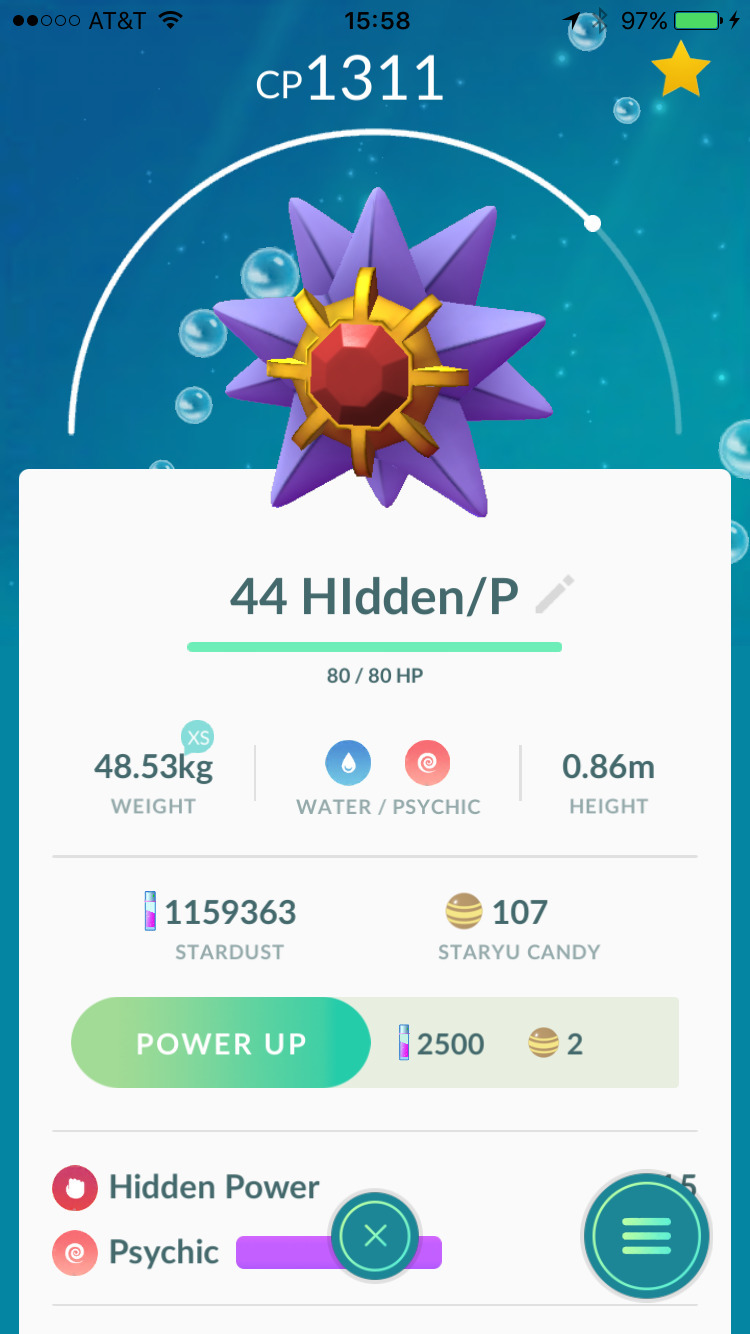 AT&T 15:58 97%
CP1311
44 HIdden/P
80 / 80 HP
XS
48.53kg WATER / PSYCHIC 0.86m
WEIGHT HEIGHT
1159363 107
STARDUST STARYU CANDY
POWER UP 2500 2
Hidden Power
Psychic